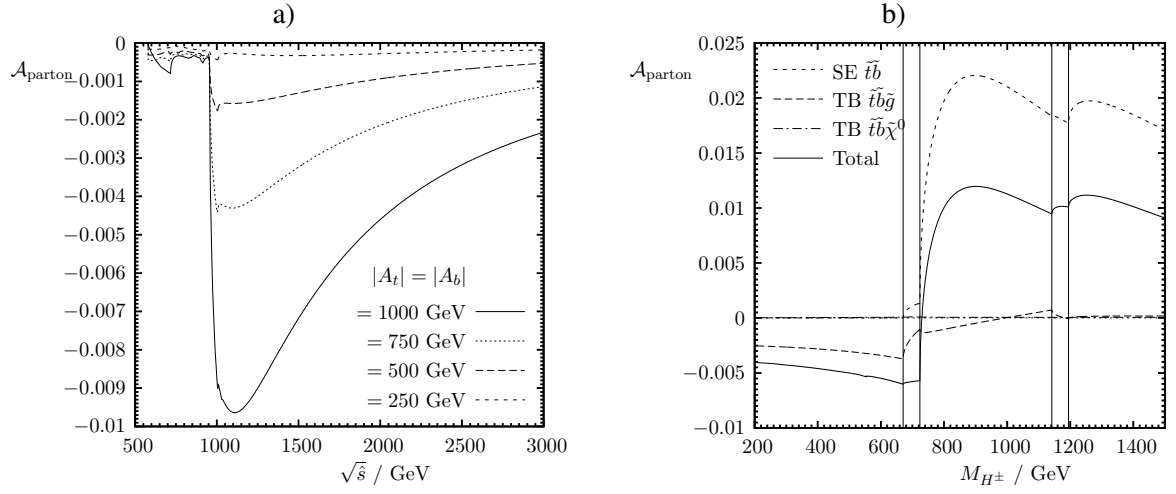 a)
0
−0.001
−0.002
−0.003
−0.004
−0.005
−0.006
−0.007
−0.008
−0.009
−0.01
𝒜parton
500 1000 1500 2000 2500 3000
√ŝ / GeV
|A_t| = |A_b|
= 1000 GeV
= 750 GeV
= 500 GeV
= 250 GeV
b)
0.025
0.02
0.015
0.01
0.005
0
−0.005
−0.01
𝒜parton
200 400 600 800 1000 1200 1400
M_{H±} / GeV
SE t̃b̃
TB t̃b̃g̃
TB t̃b̃χ̃⁰
Total